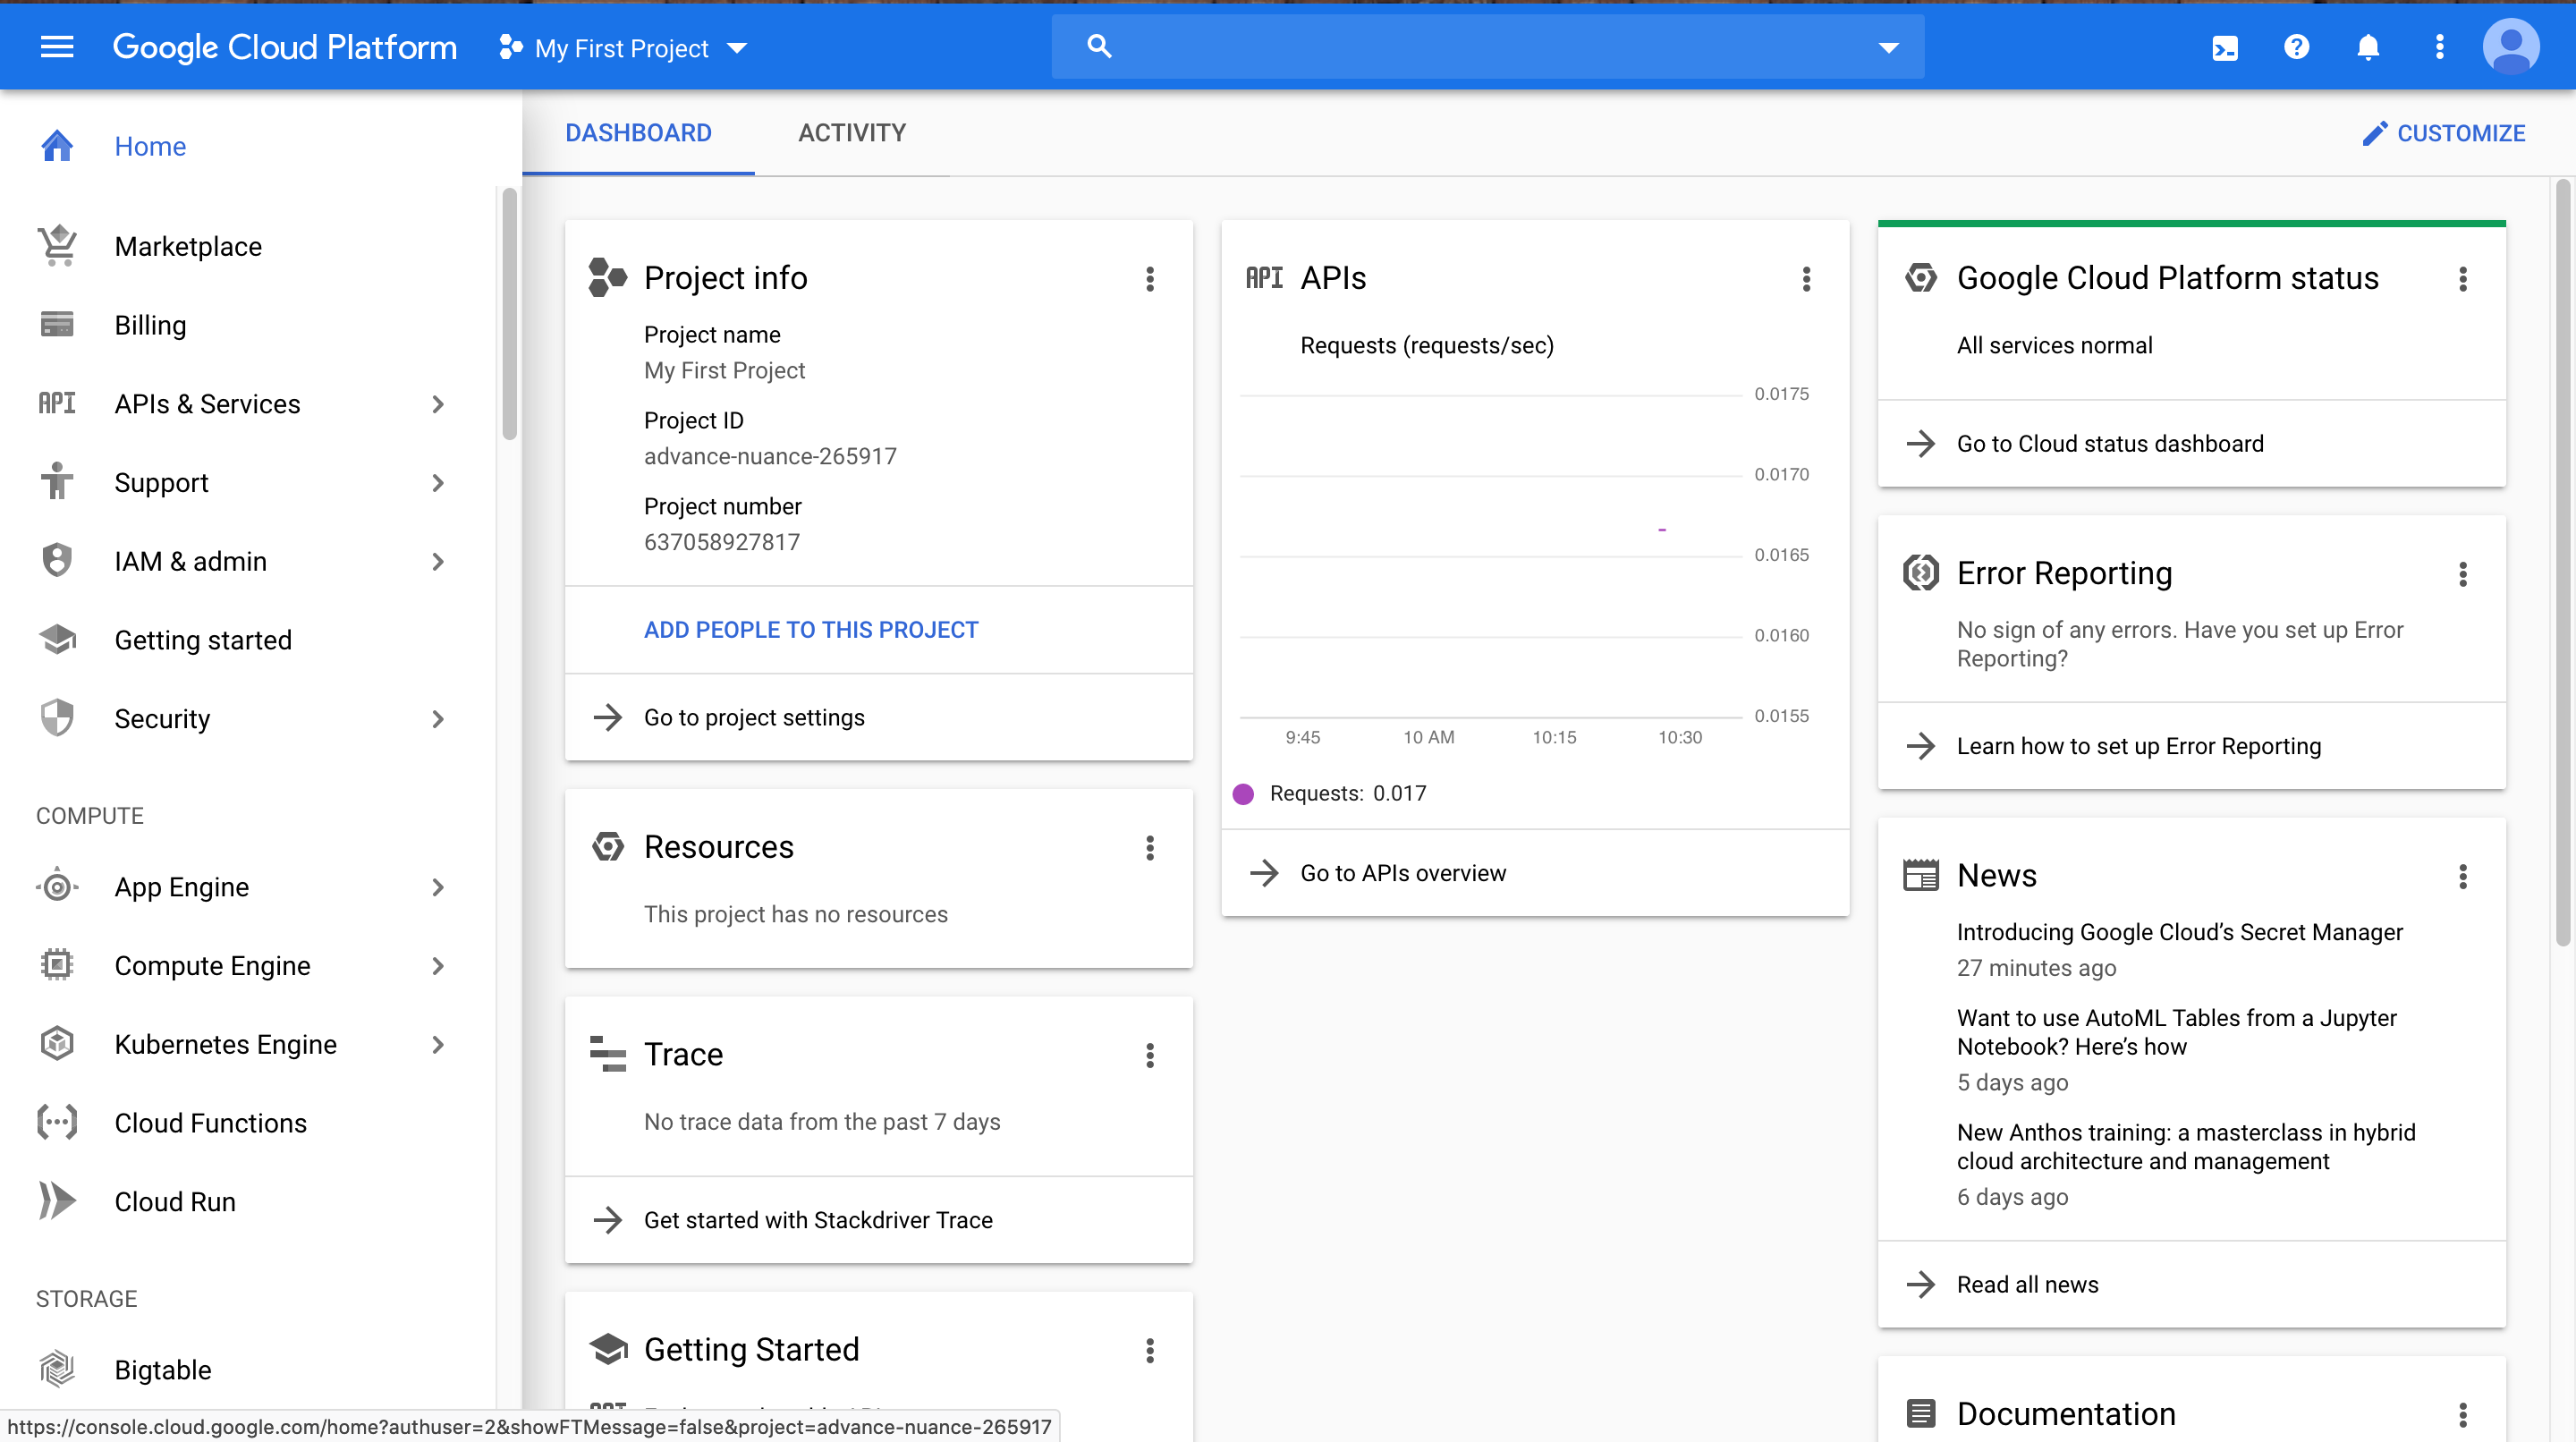 Google Cloud Platform
My First Project
Home
Marketplace
Billing
API
APIs & Services
Support
IAM & admin
Getting started
Security
COMPUTE
App Engine
Compute Engine
Kubernetes Engine
Cloud Functions
Cloud Run
STORAGE
Bigtable
https://console.cloud.google.com/home?authuser=2&showFTMessage=false&project=advance-nuance-265917
DASHBOARD
ACTIVITY
CUSTOMIZE
Project info
Project name
My First Project
Project ID
advance-nuance-265917
Project number
637058927817
ADD PEOPLE TO THIS PROJECT
Go to project settings
Resources
This project has no resources
Trace
No trace data from the past 7 days
Get started with Stackdriver Trace
Getting Started
API APIs
Requests (requests/sec)
0.0175
0.0170
0.0165
0.0160
0.0155
9:45 10 AM 10:15 10:30
Requests: 0.017
Go to APIs overview
Google Cloud Platform status
All services normal
Go to Cloud status dashboard
Error Reporting
No sign of any errors. Have you set up Error
Reporting?
Learn how to set up Error Reporting
News
Introducing Google Cloud’s Secret Manager
27 minutes ago
Want to use AutoML Tables from a Jupyter
Notebook? Here’s how
5 days ago
New Anthos training: a masterclass in hybrid
cloud architecture and management
6 days ago
Read all news
Documentation